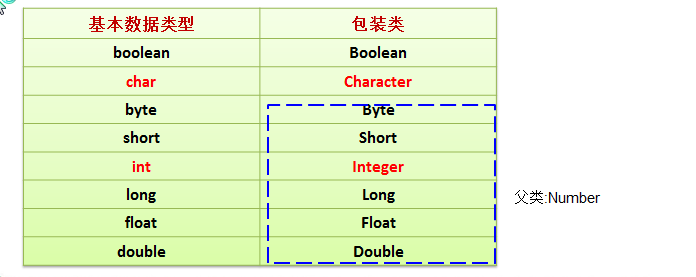 基本数据类型 包装类
boolean Boolean
char Character
byte Byte
short Short
int Integer
long Long
float Float
double Double
父类:Number